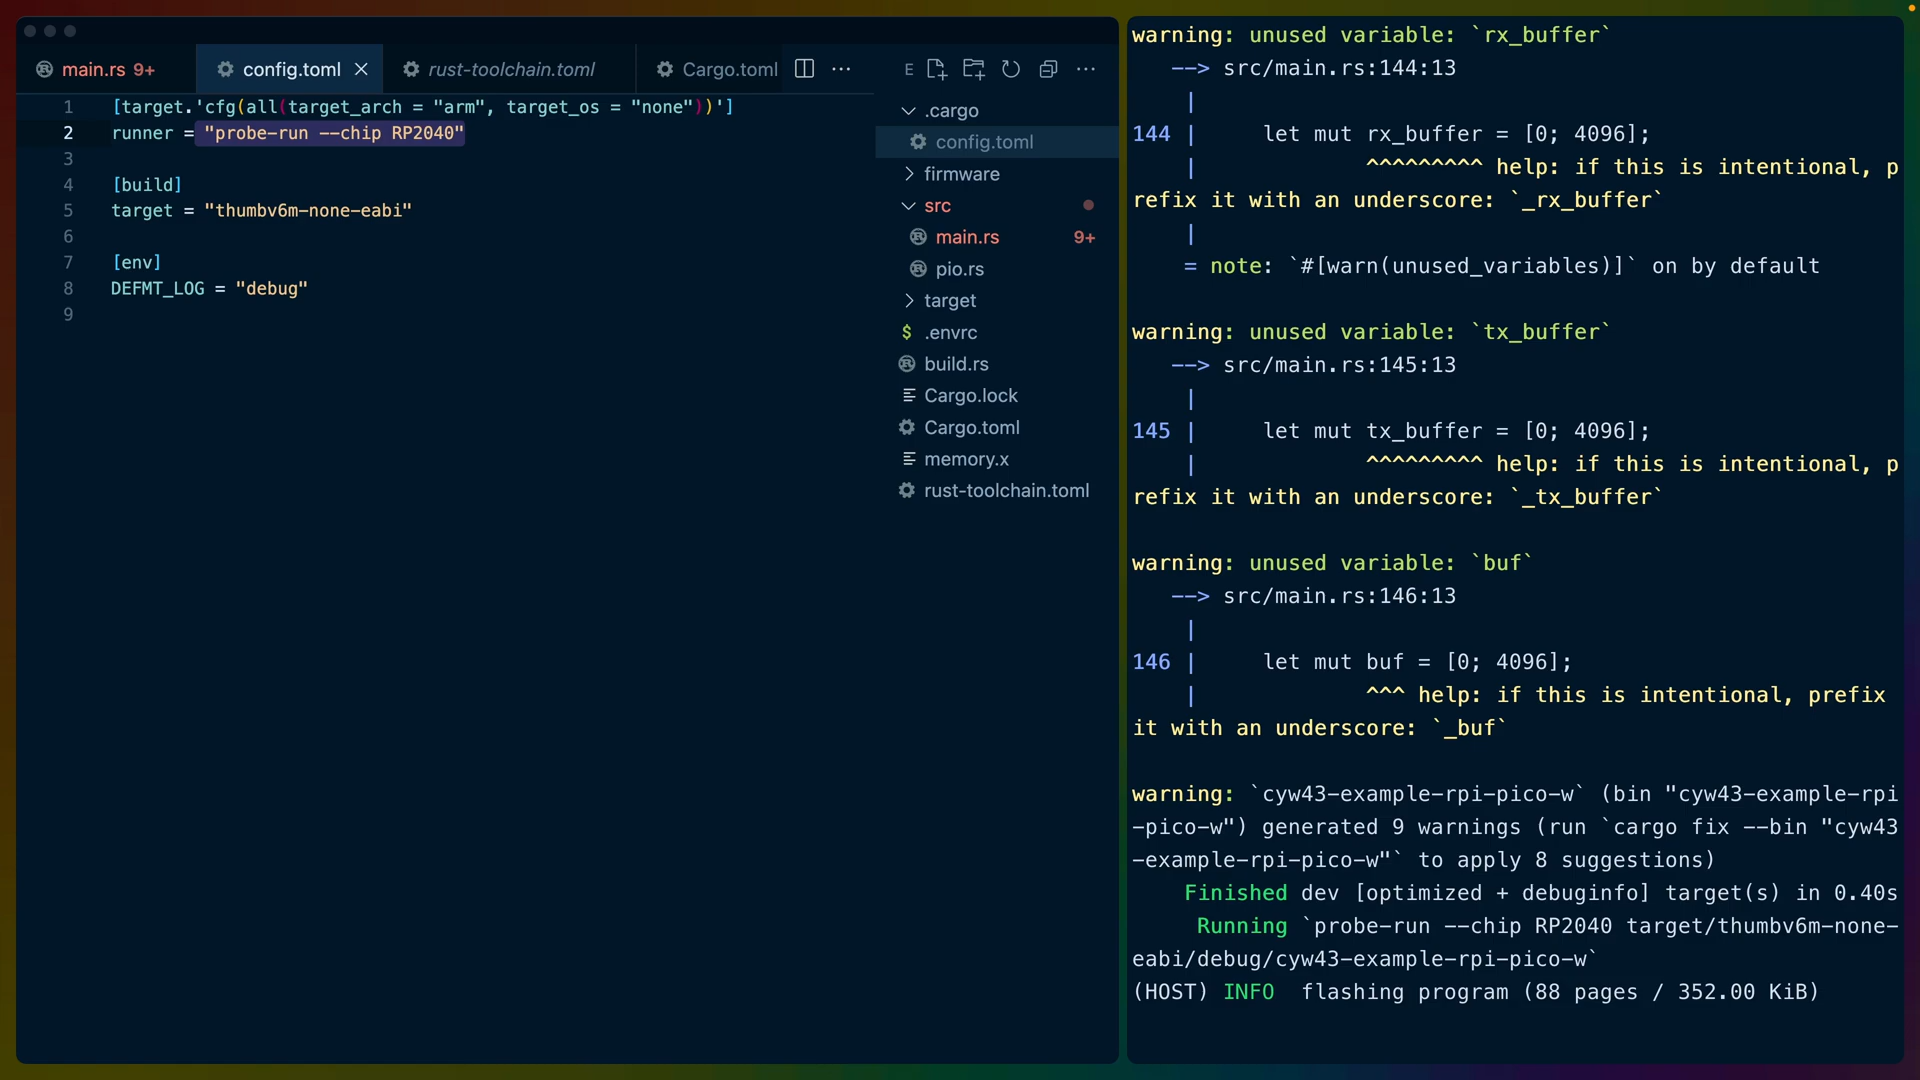 main.rs 9+
config.toml
rust-toolchain.toml
Cargo.toml
1 [target.'cfg(all(target_arch = "arm", target_os = "none"))']
2 runner = "probe-run --chip RP2040"
3
4 [build]
5 target = "thumbv6m-none-eabi"
6
7 [env]
8 DEFMT_LOG = "debug"
9
E
.cargo
config.toml
firmware
src
main.rs 9+
pio.rs
target
$ .envrc
build.rs
Cargo.lock
Cargo.toml
memory.x
rust-toolchain.toml
warning: unused variable: `rx_buffer`
--> src/main.rs:144:13
|
144 | let mut rx_buffer = [0; 4096];
| ^^^^^^^^^ help: if this is intentional, p
refix it with an underscore: `_rx_buffer`
|
= note: `#[warn(unused_variables)]` on by default
warning: unused variable: `tx_buffer`
--> src/main.rs:145:13
|
145 | let mut tx_buffer = [0; 4096];
| ^^^^^^^^^ help: if this is intentional, p
refix it with an underscore: `_tx_buffer`
warning: unused variable: `buf`
--> src/main.rs:146:13
|
146 | let mut buf = [0; 4096];
| ^^^ help: if this is intentional, prefix
it with an underscore: `_buf`
warning: `cyw43-example-rpi-pico-w` (bin "cyw43-example-rpi
-pico-w") generated 9 warnings (run `cargo fix --bin "cyw43
-example-rpi-pico-w"` to apply 8 suggestions)
Finished dev [optimized + debuginfo] target(s) in 0.40s
Running `probe-run --chip RP2040 target/thumbv6m-none-
eabi/debug/cyw43-example-rpi-pico-w`
(HOST) INFO  flashing program (88 pages / 352.00 KiB)